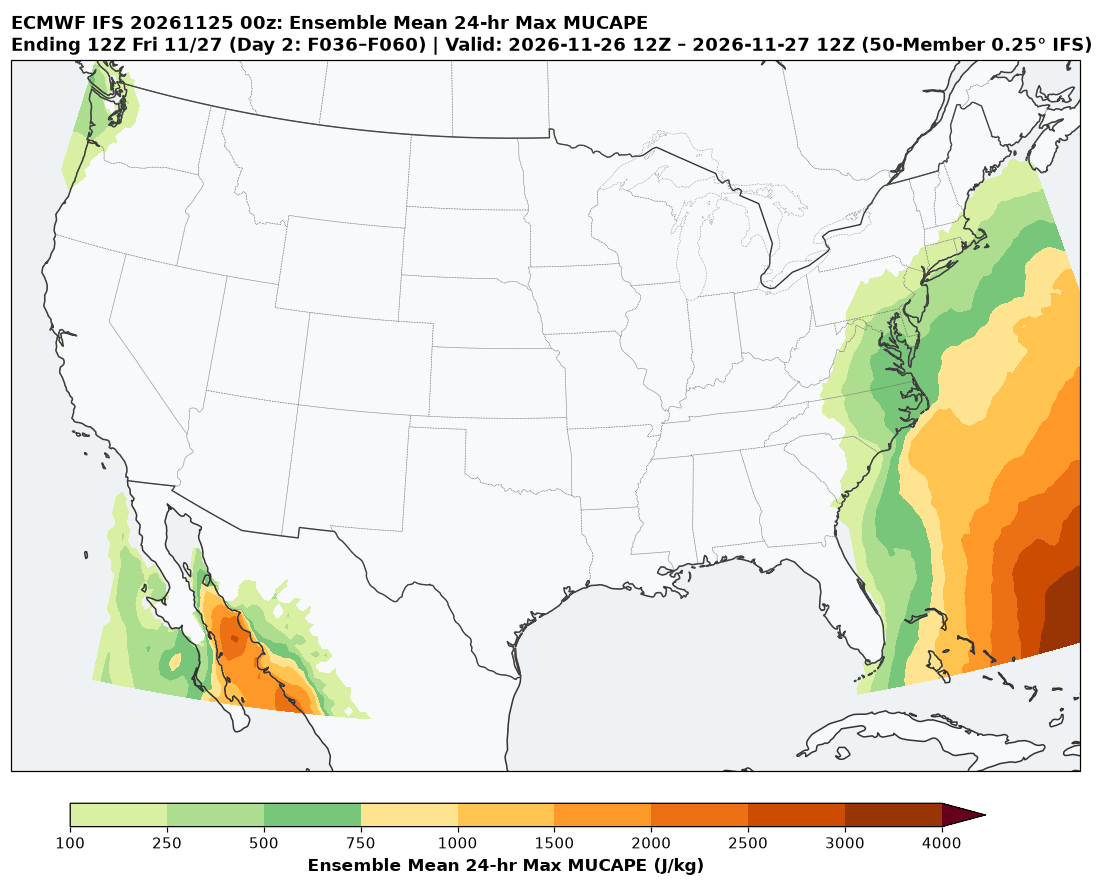 ECMWF IFS 20261125 00z: Ensemble Mean 24-hr Max MUCAPE
Ending 12Z Fri 11/27 (Day 2: F036–F060) | Valid: 2026-11-26 12Z – 2026-11-27 12Z (50-Member 0.25° IFS)
100 250 500 750 1000 1500 2000 2500 3000 4000
Ensemble Mean 24-hr Max MUCAPE (J/kg)